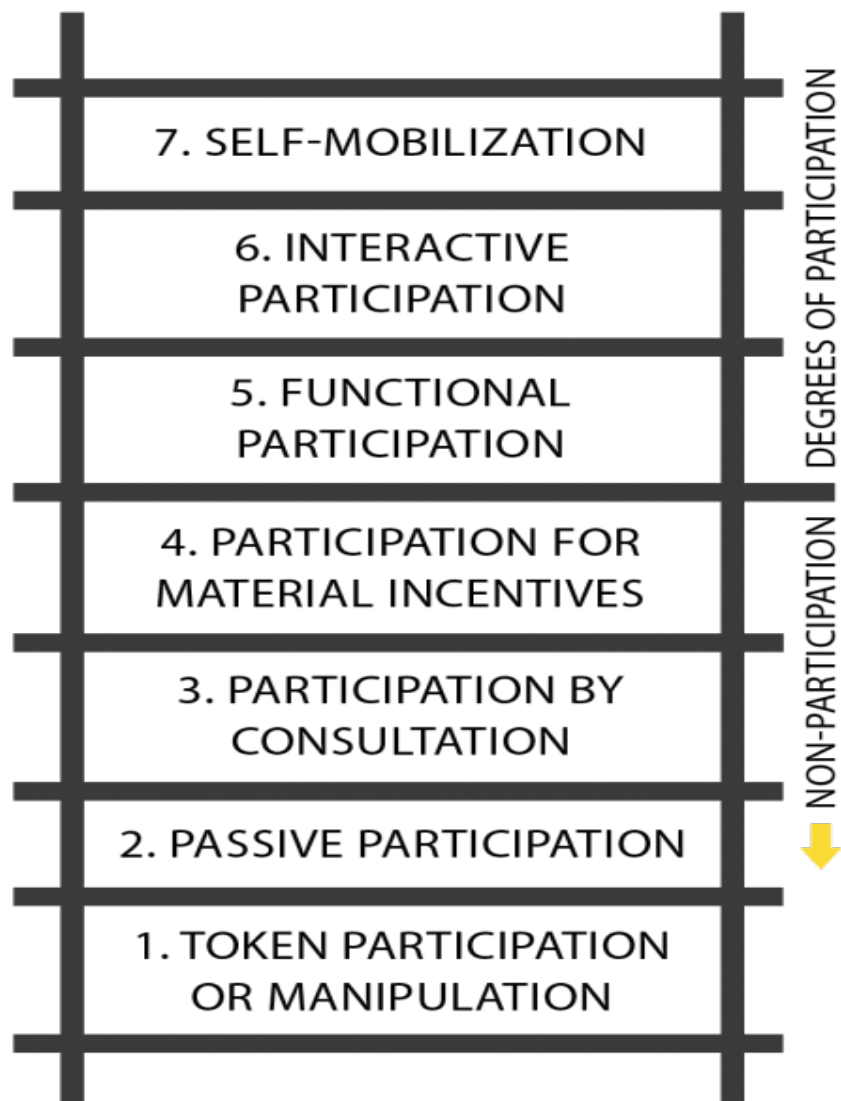 7. SELF-MOBILIZATION
6. INTERACTIVE
PARTICIPATION
5. FUNCTIONAL
PARTICIPATION
4. PARTICIPATION FOR
MATERIAL INCENTIVES
3. PARTICIPATION BY
CONSULTATION
2. PASSIVE PARTICIPATION
1. TOKEN PARTICIPATION
OR MANIPULATION
DEGREES OF PARTICIPATION
NON-PARTICIPATION